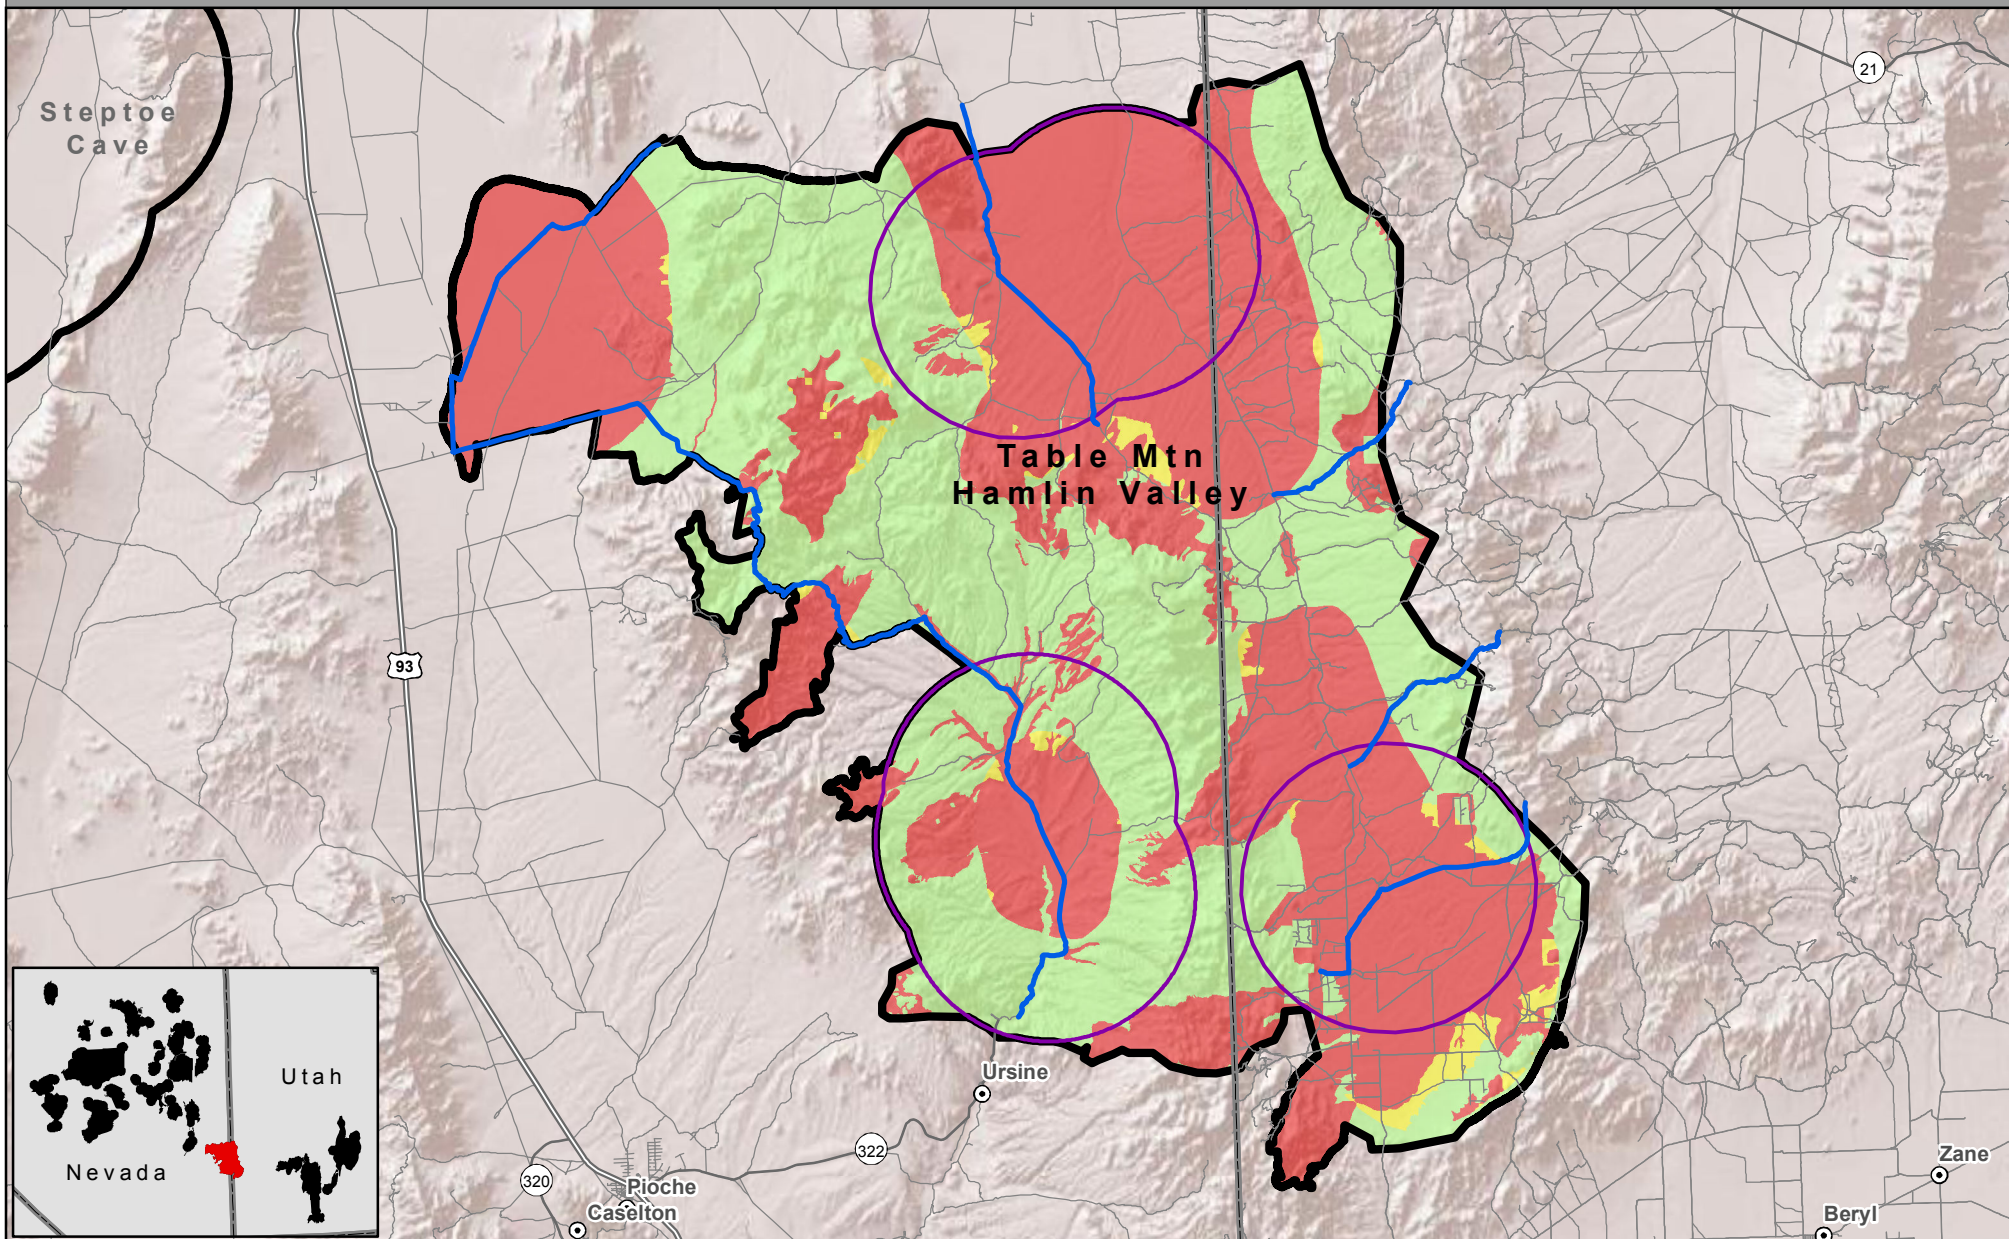 21
Steptoe
Cave
Table Mtn
Hamlin Valley
93
Ursine
Utah
Nevada
322
320
Pioche
Caselton
Zane
Beryl